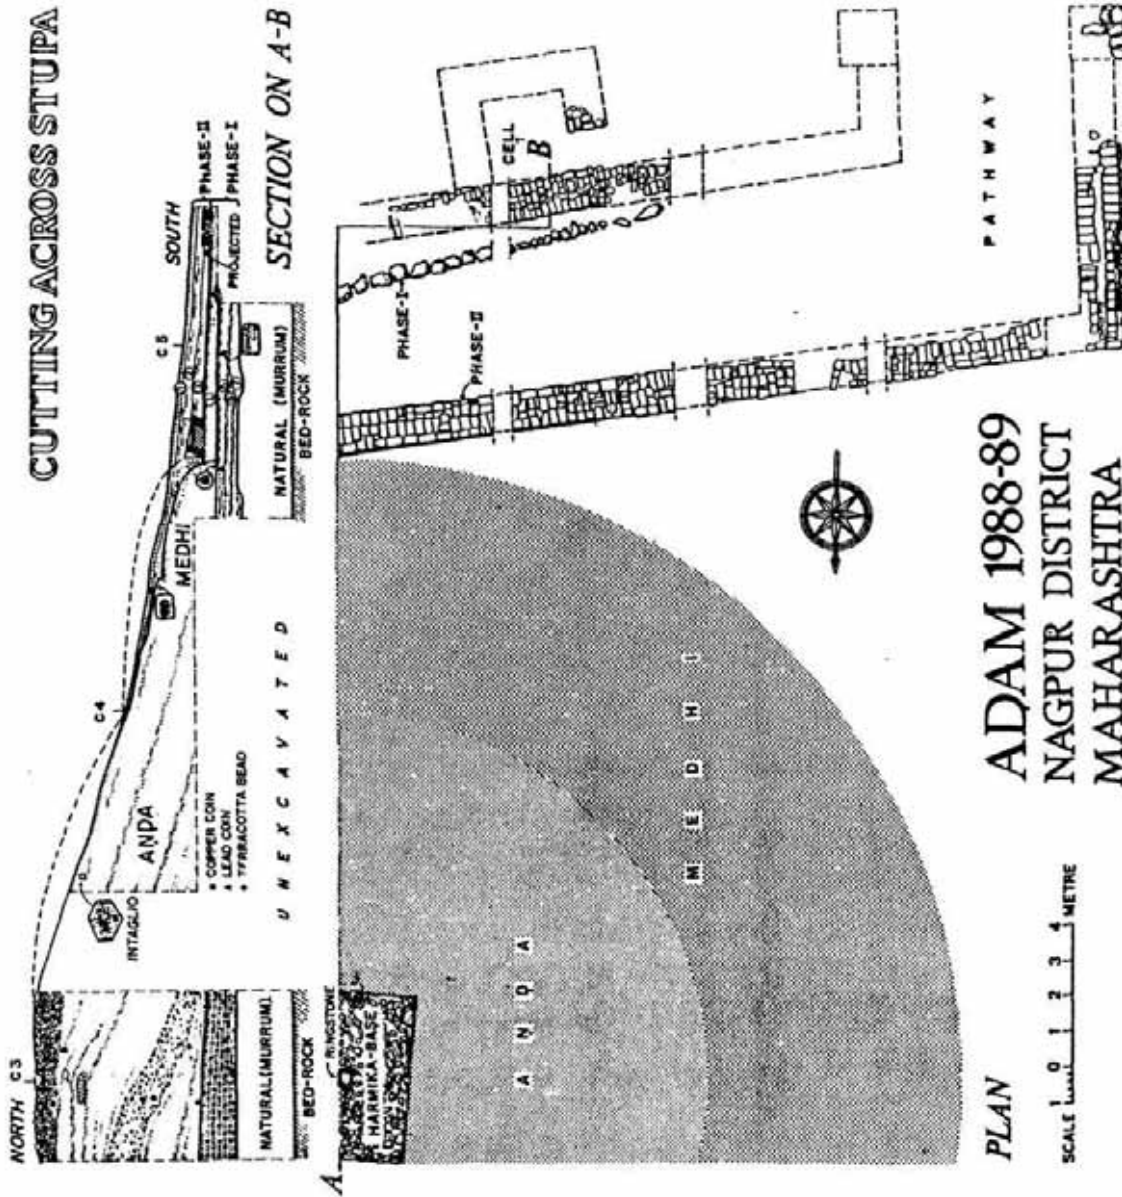 CUTTING ACROSS STUPA
NORTH
C3
C4
C5
SOUTH
PHASE-II
PHASE-I
PROJECTED
SECTION ON A-B
INTAGLIO
ANḌA
MEDHI
COPPER COIN
LEAD COIN
TERRACOTTA BEAD
UNEXCAVATED
NATURAL (MURRUM)
BED-ROCK
NATURAL (MURRUM)
BED-ROCK
RINGSTONE
A
HARMIKA-BASE
PHASE-I
PHASE-II
CELL
B
ANDA
MEDHI
PATHWAY
PLAN
SCALE 1 0 1 2 3 4 METRE
ADAM 1988-89
NAGPUR DISTRICT
MAHARASHTRA